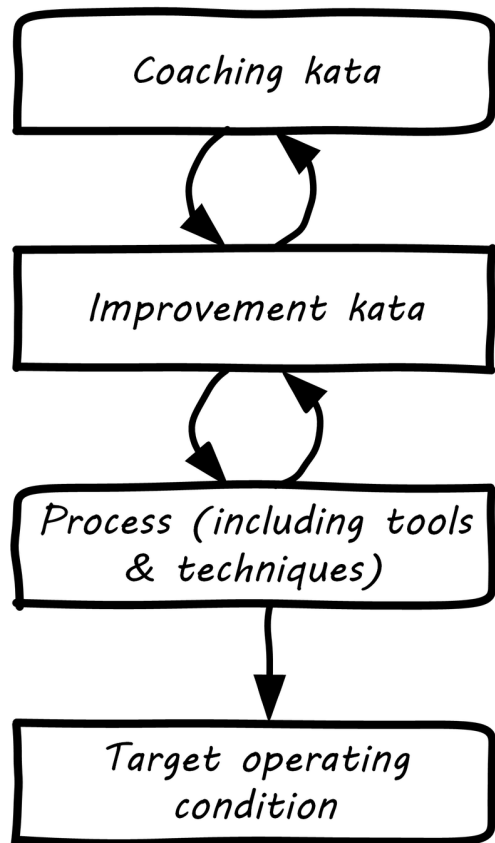 Coaching kata
Improvement kata
Process (including tools
& techniques)
Target operating
condition